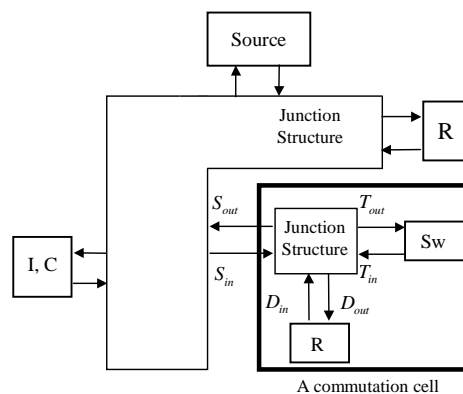 Source
Junction
Structure
R
S_out
T_out
Junction
Structure
Sw
I, C
S_in
T_in
D_in
D_out
R
A commutation cell